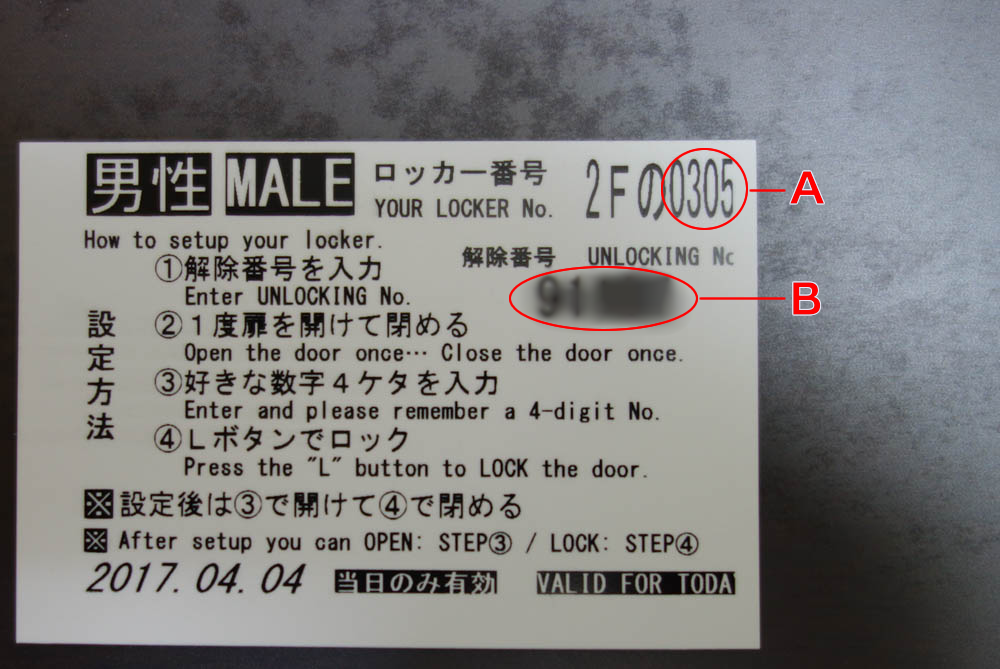 男性 MALE ロッカー番号 2Fの0305
YOUR LOCKER No.
A
How to setup your locker.
解除番号 UNLOCKING No
①解除番号を入力
Enter UNLOCKING No.
91
B
設定方法
②1度扉を開けて閉める
Open the door once… Close the door once.
③好きな数字4ケタを入力
Enter and please remember a 4-digit No.
④Lボタンでロック
Press the "L" button to LOCK the door.
※設定後は③で開けて④で閉める
※ After setup you can OPEN: STEP③ / LOCK: STEP④
2017.04.04 当日のみ有効 VALID FOR TODA